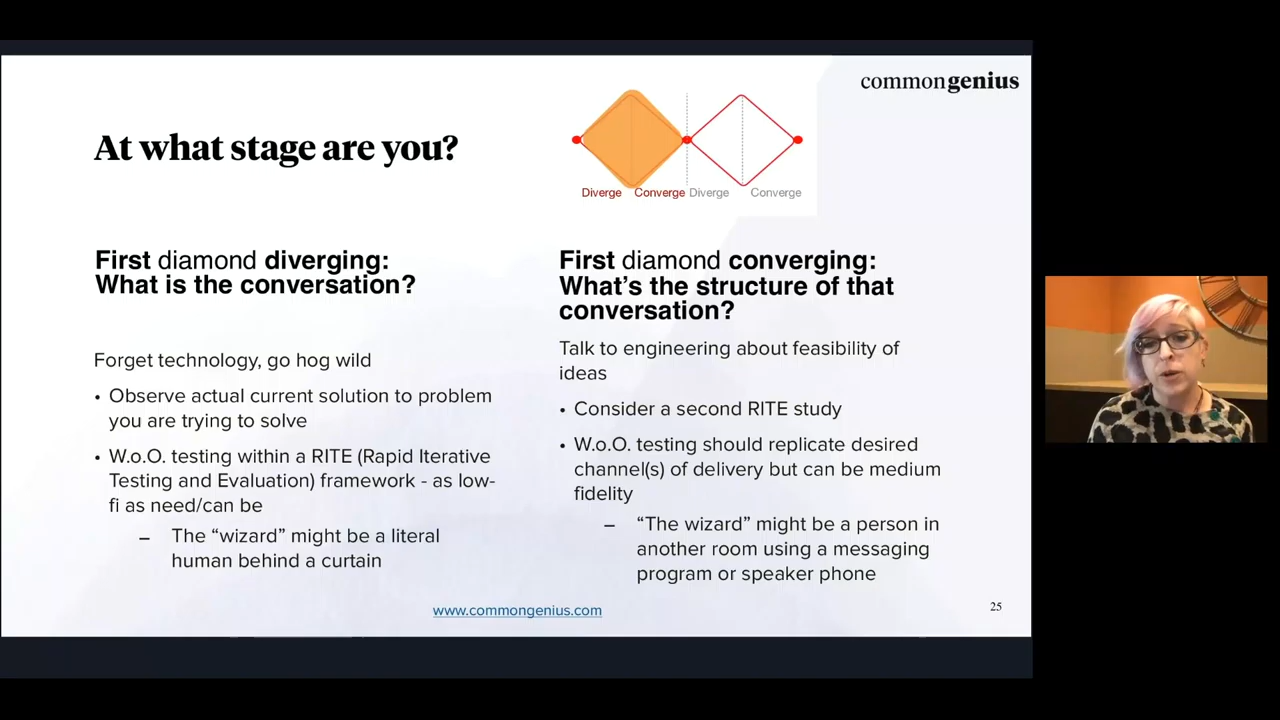 commongenius
At what stage are you?
Diverge Converge Diverge Converge
First diamond diverging:
What is the conversation?
Forget technology, go hog wild
• Observe actual current solution to problem
you are trying to solve
• W.o.O. testing within a RITE (Rapid Iterative
Testing and Evaluation) framework - as low-
fi as need/can be
– The “wizard” might be a literal
human behind a curtain
First diamond converging:
What’s the structure of that
conversation?
Talk to engineering about feasibility of
ideas
• Consider a second RITE study
• W.o.O. testing should replicate desired
channel(s) of delivery but can be medium
fidelity
– “The wizard” might be a person in
another room using a messaging
program or speaker phone
www.commongenius.com
25